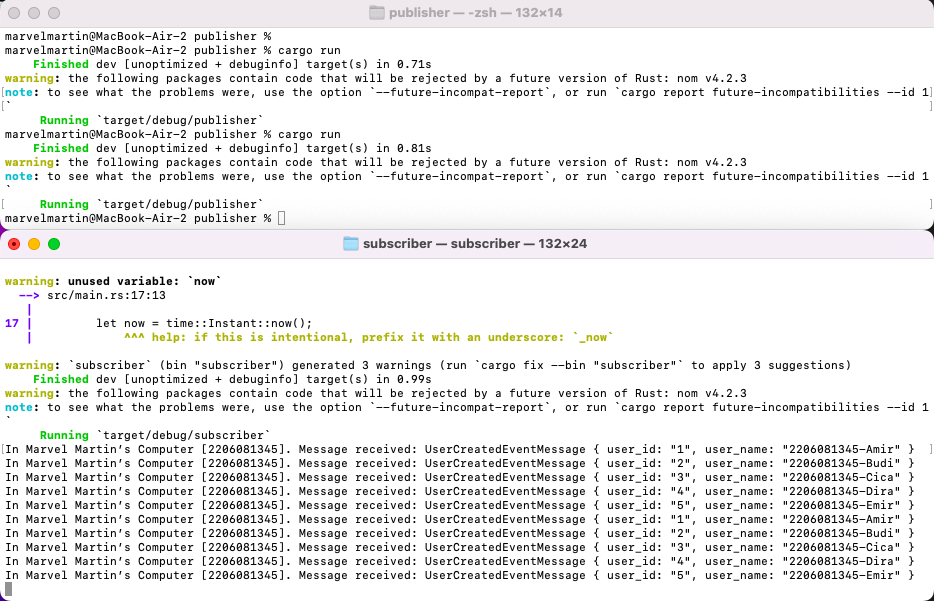 publisher — -zsh — 132×14
marvelmartin@MacBook-Air-2 publisher %
marvelmartin@MacBook-Air-2 publisher % cargo run
    Finished dev [unoptimized + debuginfo] target(s) in 0.71s
warning: the following packages contain code that will be rejected by a future version of Rust: nom v4.2.3
[note: to see what the problems were, use the option `--future-incompat-report`, or run `cargo report future-incompatibilities --id 1]
[`                                                                                                                                   ]
     Running `target/debug/publisher`
marvelmartin@MacBook-Air-2 publisher % cargo run
    Finished dev [unoptimized + debuginfo] target(s) in 0.81s
warning: the following packages contain code that will be rejected by a future version of Rust: nom v4.2.3
note: to see what the problems were, use the option `--future-incompat-report`, or run `cargo report future-incompatibilities --id 1
`
[    Running `target/debug/publisher`                                                                                               ]
marvelmartin@MacBook-Air-2 publisher %
subscriber — subscriber — 132×24
warning: unused variable: `now`
  --> src/main.rs:17:13
   |
17 |         let now = time::Instant::now();
   |             ^^^ help: if this is intentional, prefix it with an underscore: `_now`
warning: `subscriber` (bin "subscriber") generated 3 warnings (run `cargo fix --bin "subscriber"` to apply 3 suggestions)
    Finished dev [unoptimized + debuginfo] target(s) in 0.99s
warning: the following packages contain code that will be rejected by a future version of Rust: nom v4.2.3
note: to see what the problems were, use the option `--future-incompat-report`, or run `cargo report future-incompatibilities --id 1
`
     Running `target/debug/subscriber`
[In Marvel Martin's Computer [2206081345]. Message received: UserCreatedEventMessage { user_id: "1", user_name: "2206081345-Amir" }  ]
In Marvel Martin's Computer [2206081345]. Message received: UserCreatedEventMessage { user_id: "2", user_name: "2206081345-Budi" }
In Marvel Martin's Computer [2206081345]. Message received: UserCreatedEventMessage { user_id: "3", user_name: "2206081345-Cica" }
In Marvel Martin's Computer [2206081345]. Message received: UserCreatedEventMessage { user_id: "4", user_name: "2206081345-Dira" }
In Marvel Martin's Computer [2206081345]. Message received: UserCreatedEventMessage { user_id: "5", user_name: "2206081345-Emir" }
In Marvel Martin's Computer [2206081345]. Message received: UserCreatedEventMessage { user_id: "1", user_name: "2206081345-Amir" }
In Marvel Martin's Computer [2206081345]. Message received: UserCreatedEventMessage { user_id: "2", user_name: "2206081345-Budi" }
In Marvel Martin's Computer [2206081345]. Message received: UserCreatedEventMessage { user_id: "3", user_name: "2206081345-Cica" }
In Marvel Martin's Computer [2206081345]. Message received: UserCreatedEventMessage { user_id: "4", user_name: "2206081345-Dira" }
In Marvel Martin's Computer [2206081345]. Message received: UserCreatedEventMessage { user_id: "5", user_name: "2206081345-Emir" }